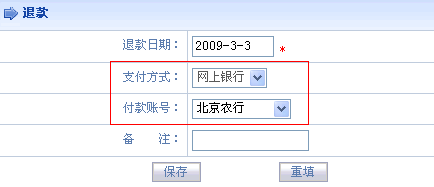 退款
退款日期： 2009-3-3 *
支付方式： 网上银行
付款账号： 北京农行
备 注：
保存 重填